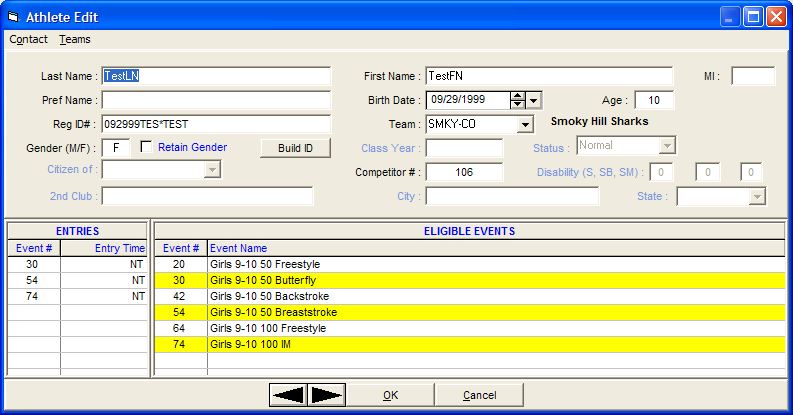 Athlete Edit
Contact Teams
Last Name : TestLN First Name : TestFN MI :
Pref Name : Birth Date : 09/29/1999 Age : 10
Reg ID# : 092999TES*TEST Team : SMKY-CO Smoky Hill Sharks
Gender (M/F) : F Retain Gender Build ID Class Year : Status : Normal
Citizen of : Competitor # : 106 Disability (S, SB, SM) : 0 0 0
2nd Club : City : State :
ENTRIES ELIGIBLE EVENTS
Event # Entry Time Event # Event Name
30 NT 20 Girls 9-10 50 Freestyle
54 NT 30 Girls 9-10 50 Butterfly
74 NT 42 Girls 9-10 50 Backstroke
54 Girls 9-10 50 Breaststroke
64 Girls 9-10 100 Freestyle
74 Girls 9-10 100 IM
OK Cancel